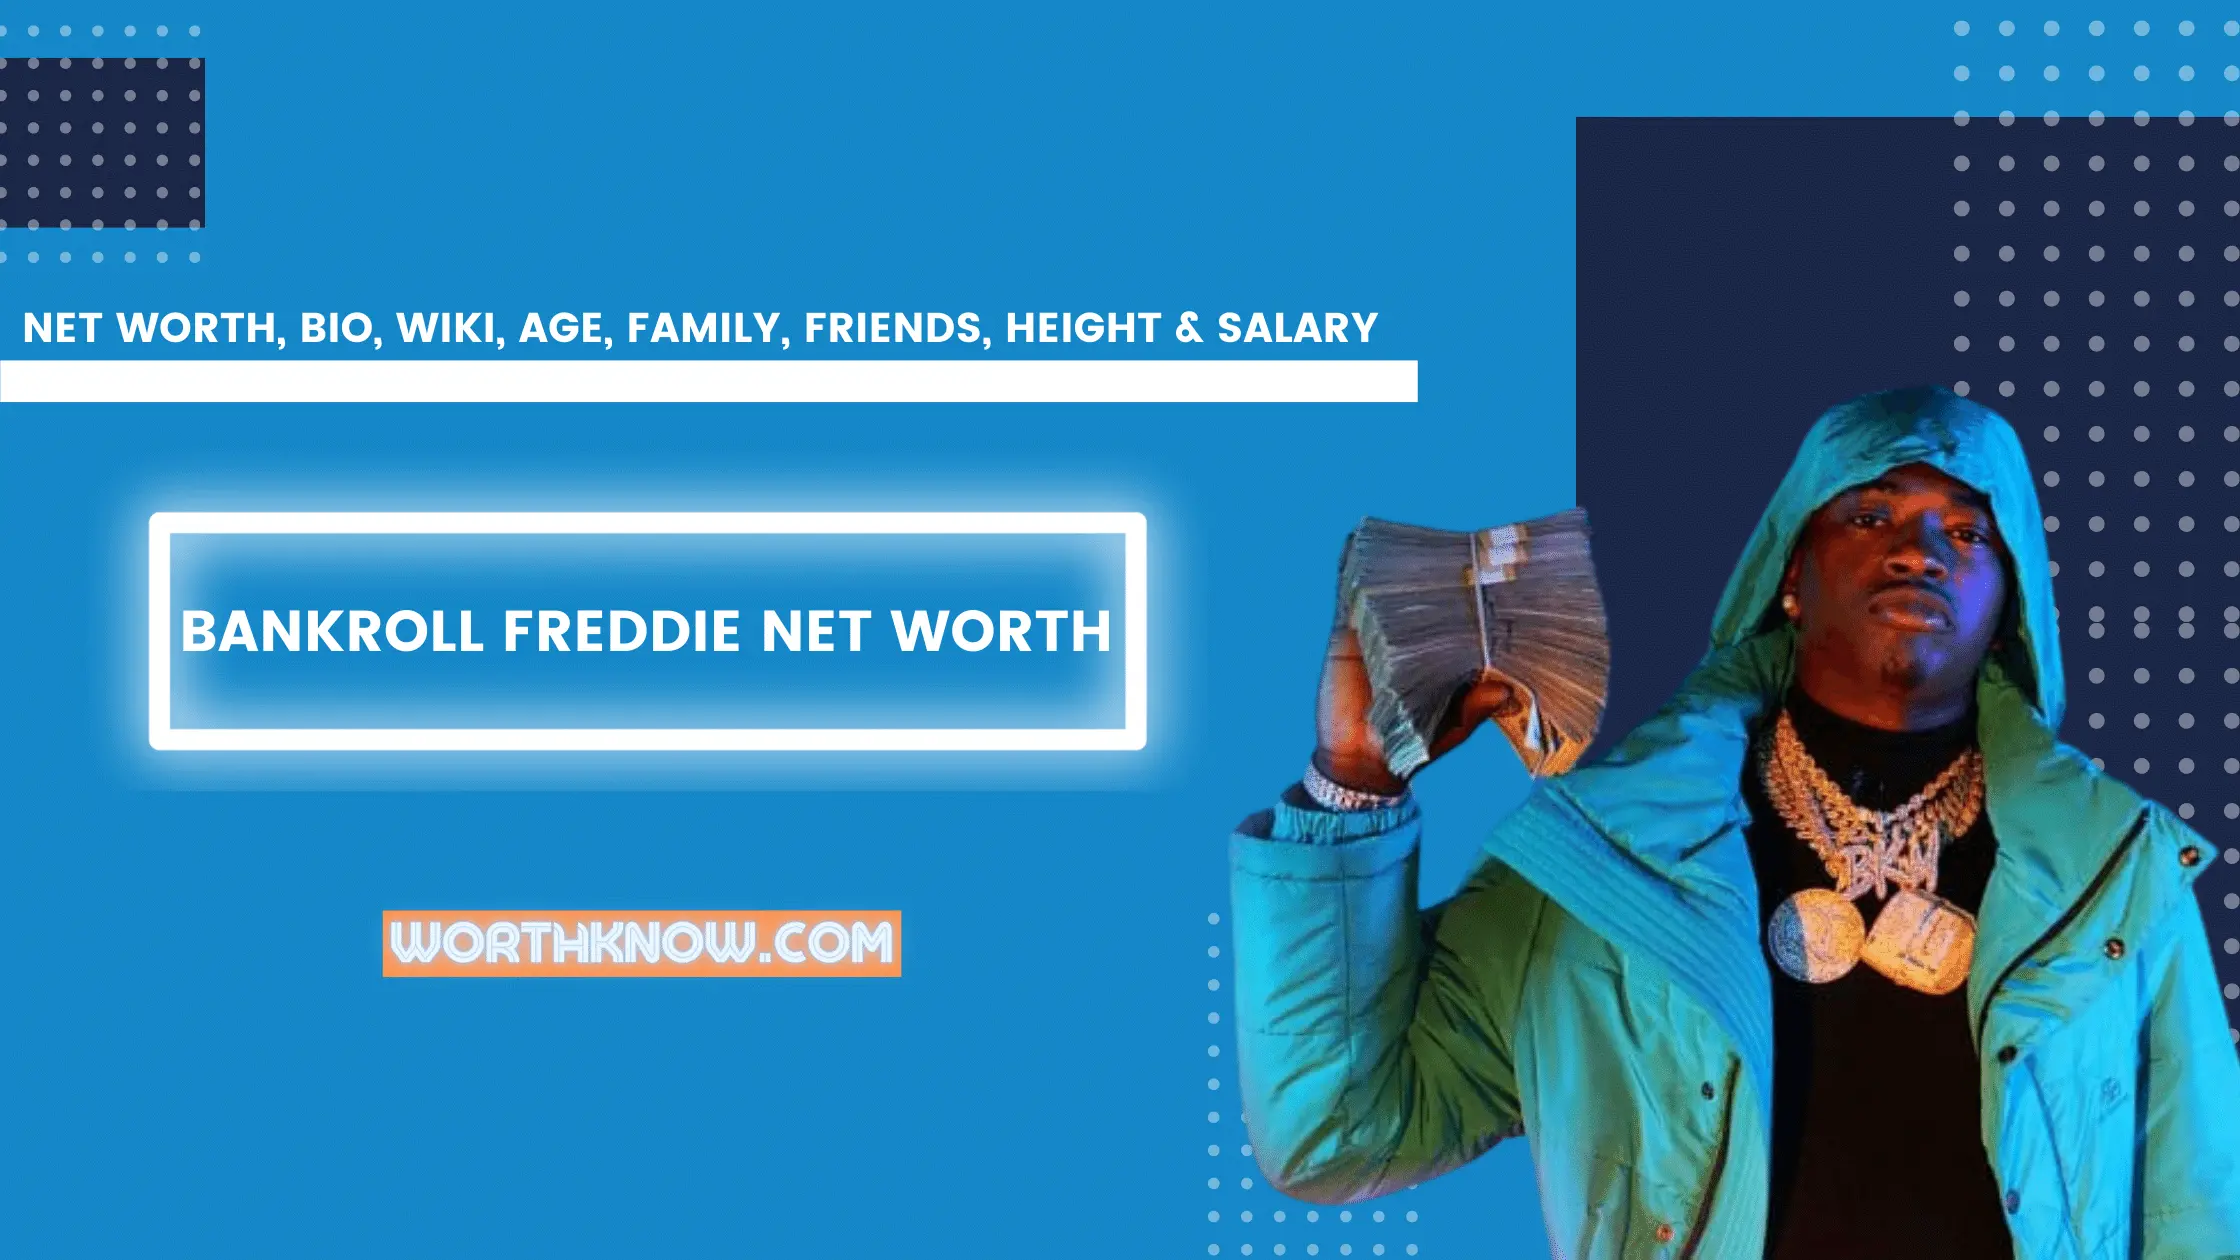 NET WORTH, BIO, WIKI, AGE, FAMILY, FRIENDS, HEIGHT & SALARY
BANKROLL FREDDIE NET WORTH
WORTHKNOW.COM